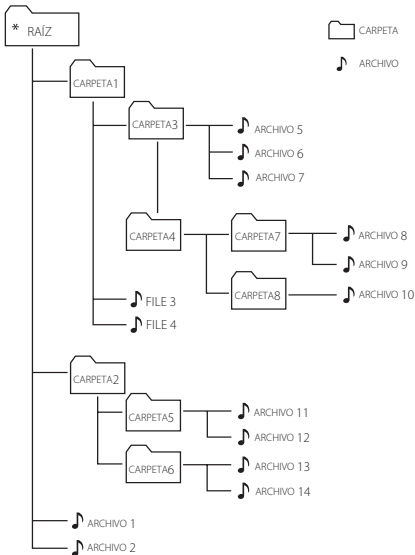 * RAÍZ
CARPETA
ARCHIVO
CARPETA1
CARPETA3
ARCHIVO 5
ARCHIVO 6
ARCHIVO 7
CARPETA4
CARPETA7
ARCHIVO 8
ARCHIVO 9
CARPETA8
ARCHIVO 10
FILE 3
FILE 4
CARPETA2
CARPETA5
ARCHIVO 11
ARCHIVO 12
CARPETA6
ARCHIVO 13
ARCHIVO 14
ARCHIVO 1
ARCHIVO 2